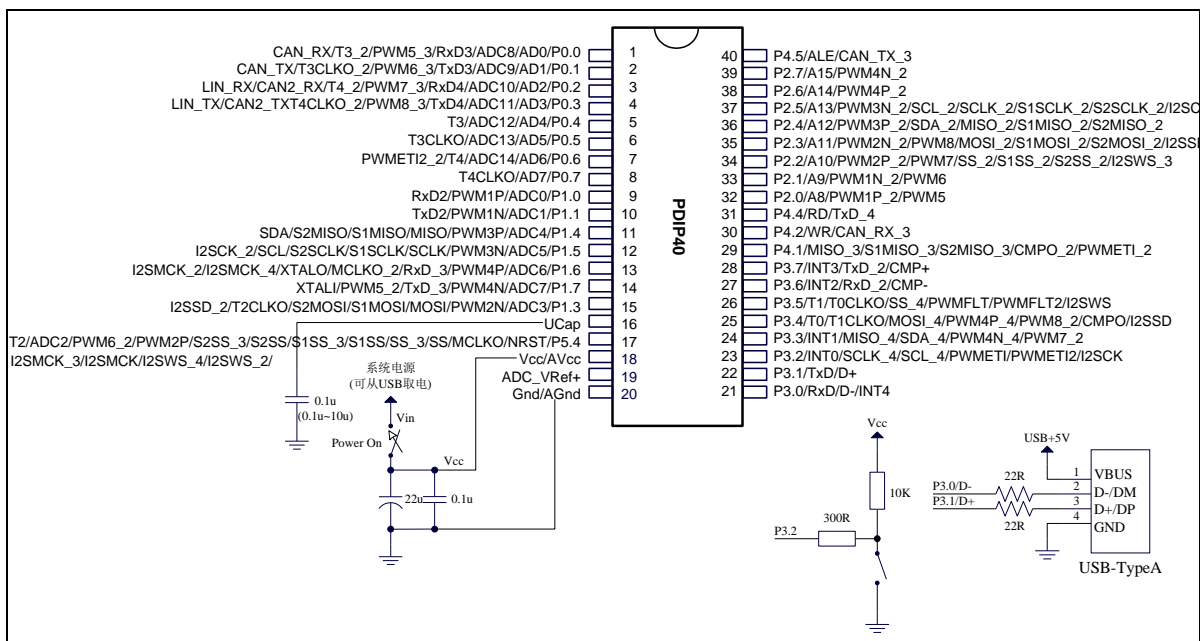 CAN_RX/T3_2/PWM5_3/RxD3/ADC8/AD0/P0.0
CAN_TX/T3CLKO_2/PWM6_3/TxD3/ADC9/AD1/P0.1
LIN_RX/CAN2_RX/T4_2/PWM7_3/RxD4/ADC10/AD2/P0.2
LIN_TX/CAN2_TXT4CLKO_2/PWM8_3/TxD4/ADC11/AD3/P0.3
T3/ADC12/AD4/P0.4
T3CLKO/ADC13/AD5/P0.5
PWMETI2_2/T4/ADC14/AD6/P0.6
T4CLKO/AD7/P0.7
RxD2/PWM1P/ADC0/P1.0
TxD2/PWM1N/ADC1/P1.1
SDA/S2MISO/S1MISO/MISO/PWM3P/ADC4/P1.4
I2SCK_2/SCL/S2SCLK/S1SCLK/SCLK/PWM3N/ADC5/P1.5
I2SMCK_2/I2SMCK_4/XTALO/MCLKO_2/RxD_3/PWM4P/ADC6/P1.6
XTALI/PWM5_2/TxD_3/PWM4N/ADC7/P1.7
I2SSD_2/T2CLKO/S2MOSI/S1MOSI/MOSI/PWM2N/ADC3/P1.3
UCap
T2/ADC2/PWM6_2/PWM2P/S2SS_3/S2SS/S1SS_3/S1SS/SS_3/SS/MCLKO/NRST/P5.4
I2SMCK_3/I2SMCK/I2SWS_4/I2SWS_2/
Vcc/AVcc
ADC_VRef+
Gnd/AGnd
1
2
3
4
5
6
7
8
9
10
11
12
13
14
15
16
17
18
19
20
PDIP40
40
39
38
37
36
35
34
33
32
31
30
29
28
27
26
25
24
23
22
21
P4.5/ALE/CAN_TX_3
P2.7/A15/PWM4N_2
P2.6/A14/PWM4P_2
P2.5/A13/PWM3N_2/SCL_2/SCLK_2/S1SCLK_2/S2SCLK_2/I2SC
P2.4/A12/PWM3P_2/SDA_2/MISO_2/S1MISO_2/S2MISO_2
P2.3/A11/PWM2N_2/PWM8/MOSI_2/S1MOSI_2/S2MOSI_2/I2SSI
P2.2/A10/PWM2P_2/PWM7/SS_2/S1SS_2/S2SS_2/I2SWS_3
P2.1/A9/PWM1N_2/PWM6
P2.0/A8/PWM1P_2/PWM5
P4.4/RD/TxD_4
P4.2/WR/CAN_RX_3
P4.1/MISO_3/S1MISO_3/S2MISO_3/CMPO_2/PWMETI_2
P3.7/INT3/TxD_2/CMP+
P3.6/INT2/RxD_2/CMP-
P3.5/T1/T0CLKO/SS_4/PWMFLT/PWMFLT2/I2SWS
P3.4/T0/T1CLKO/MOSI_4/PWM4P_4/PWM8_2/CMPO/I2SSD
P3.3/INT1/MISO_4/SDA_4/PWM4N_4/PWM7_2
P3.2/INT0/SCLK_4/SCL_4/PWMETI/PWMETI2/I2SCK
P3.1/TxD/D+
P3.0/RxD/D-/INT4
0.1u
(0.1u~10u)
系统电源
(可从USB取电)
Vin
Power On
Vcc
22u
0.1u
Vcc
10K
300R
P3.2
USB+5V
22R
P3.0/D-
P3.1/D+
22R
1
2
3
4
VBUS
D-/DM
D+/DP
GND
USB-TypeA